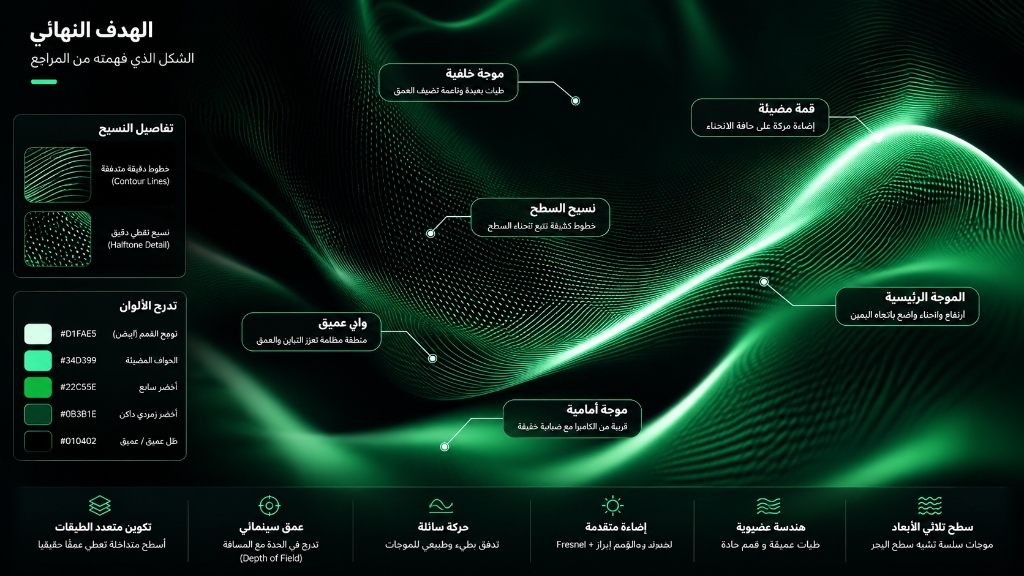 الهدف النهائي
الشكل الذي فهمته من المراجع
موجة خلفية
طيات بعيدة وناعمة تضيف العمق
قمة مضيئة
إضاءة مركزة على حافة الانحناء
تفاصيل النسيج
خطوط دقيقة متدفقة
(Contour Lines)
نسيج نقطي دقيق
(Halftone Detail)
نسيج السطح
خطوط كثيفة تتبع انحناء السطح
الموجة الرئيسية
ارتفاع وانحناء واضح باتجاه اليمين
تدرج الألوان
#D1FAE5 توهج القمم (أبيض)
#34D399 الحواف المضيئة
#22C55E أخضر
#0B3B1E أخضر زمردي داكن
#010402 ظل عميق / عميق
عميق
منطقة مظلمة تعزز التباين والعمق
موجة أمامية
قريبة من الكاميرا مع ضبابية خفيفة
سطح ثلاثي الأبعاد
موجات سلسة تشبه سطح البحر
هندسة عضوية
طيات عميقة و قمم حادة
إضاءة متقدمة
إبراز + Fresnel
حركة سائلة
تدفق بطيء وطبيعي للموجات
عمق سينمائي
تدرج في الحدة مع المسافة
(Depth of Field)
تكوين متعدد الطبقات
أسطح متداخلة تعطي عمقًا حقيقيا